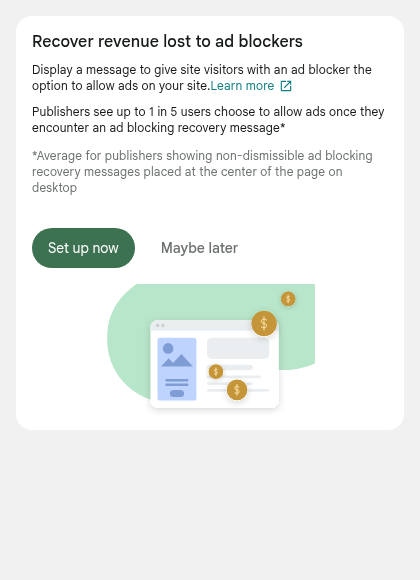 Recover revenue lost to ad blockers
Display a message to give site visitors with an ad blocker the
option to allow ads on your site.Learn more
Publishers see up to 1 in 5 users choose to allow ads once they
encounter an ad blocking recovery message*
*Average for publishers showing non-dismissible ad blocking
recovery messages placed at the center of the page on
desktop
Set up now
Maybe later
$
$
$
$